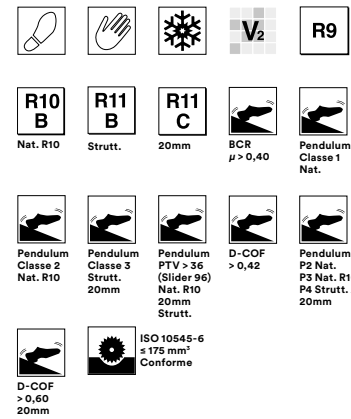 V2
R9
R10
B
Nat. R10
R11
B
Strutt.
R11
C
20mm
BCR
µ > 0,40
Pendulum
Classe 1
Nat.
Pendulum
Classe 2
Nat. R10
Pendulum
Classe 3
Strutt.
20mm
Pendulum
PTV > 36
(Slider 96)
Nat. R10
20mm
Strutt.
D-COF
> 0,42
Pendulum
P2 Nat.
P3 Nat. R1
P4 Strutt.
20mm
D-COF
> 0,60
20mm
ISO 10545-6
≤ 175 mm³
Conforme